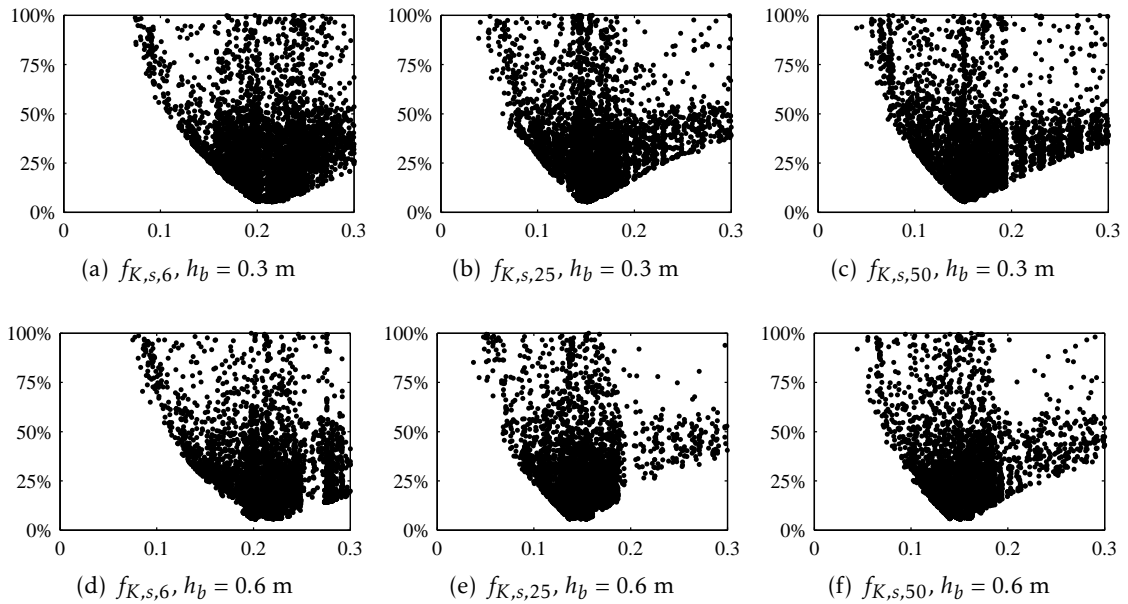 100% 100% 100%
75% 75% 75%
50% 50% 50%
25% 25% 25%
0% 0% 0%
0 0.1 0.2 0.3 0 0.1 0.2 0.3 0 0.1 0.2 0.3
(a) f_{K,s,6}, h_b = 0.3 m (b) f_{K,s,25}, h_b = 0.3 m (c) f_{K,s,50}, h_b = 0.3 m
100% 100% 100%
75% 75% 75%
50% 50% 50%
25% 25% 25%
0% 0% 0%
0 0.1 0.2 0.3 0 0.1 0.2 0.3 0 0.1 0.2 0.3
(d) f_{K,s,6}, h_b = 0.6 m (e) f_{K,s,25}, h_b = 0.6 m (f) f_{K,s,50}, h_b = 0.6 m